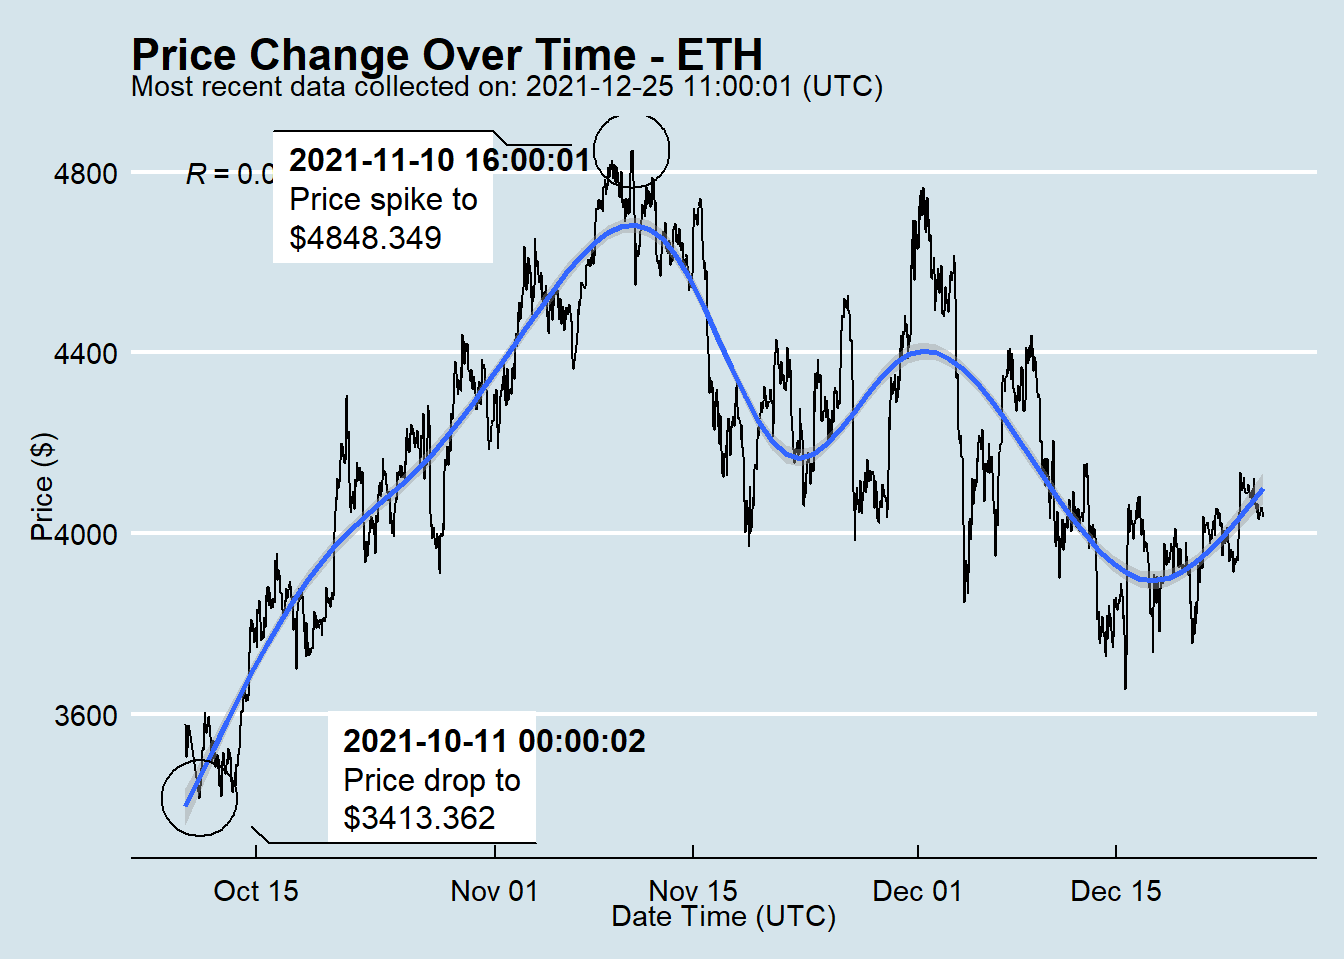 Price Change Over Time - ETH
Most recent data collected on: 2021-12-25 11:00:01 (UTC)
2021-11-10 16:00:01
Price spike to
$4848.349
R = 0.0
4800
4400
4000
3600
Price ($)
2021-10-11 00:00:02
Price drop to
$3413.362
Oct 15
Nov 01
Nov 15
Dec 01
Dec 15
Date Time (UTC)